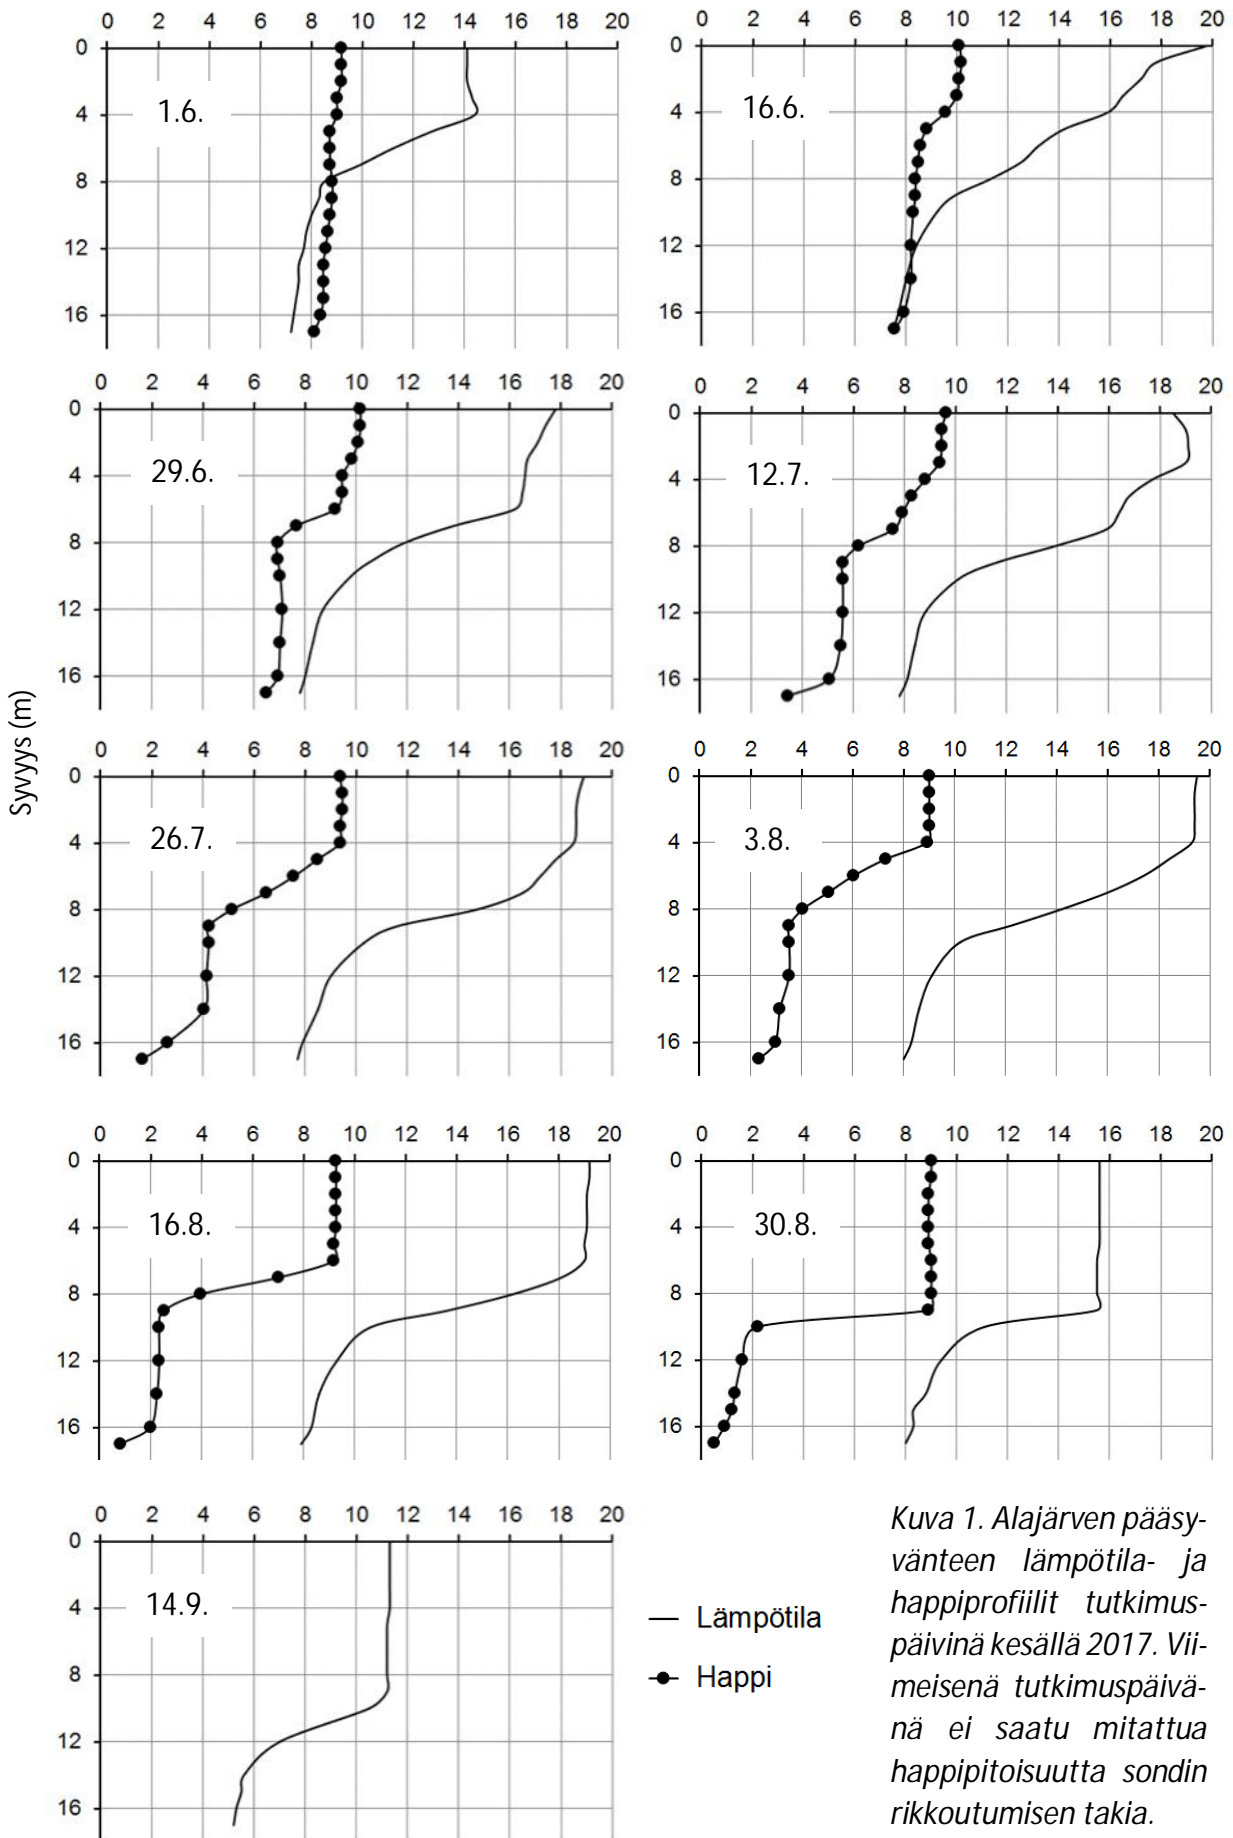 0 2 4 6 8 10 12 14 16 18 20
0
4
8
12
16
1.6.
0 2 4 6 8 10 12 14 16 18 20
0
4
8
12
16
16.6.
0 2 4 6 8 10 12 14 16 18 20
0
4
8
12
16
29.6.
0 2 4 6 8 10 12 14 16 18 20
0
4
8
12
16
12.7.
Syvyys (m)
0 2 4 6 8 10 12 14 16 18 20
0
4
8
12
16
26.7.
0 2 4 6 8 10 12 14 16 18 20
0
4
8
12
16
3.8.
0 2 4 6 8 10 12 14 16 18 20
0
4
8
12
16
16.8.
0 2 4 6 8 10 12 14 16 18 20
0
4
8
12
16
30.8.
0 2 4 6 8 10 12 14 16 18 20
0
4
8
12
16
14.9.
Lämpötila
Happi
Kuva 1. Alajärven pääsy-
vänteen lämpötila- ja
happiprofiilit tutkimus-
päivinä kesällä 2017. Vii-
meisenä tutkimuspäivä-
nä ei saatu mitattua
happipitoisuutta sondin
rikkoutumisen takia.